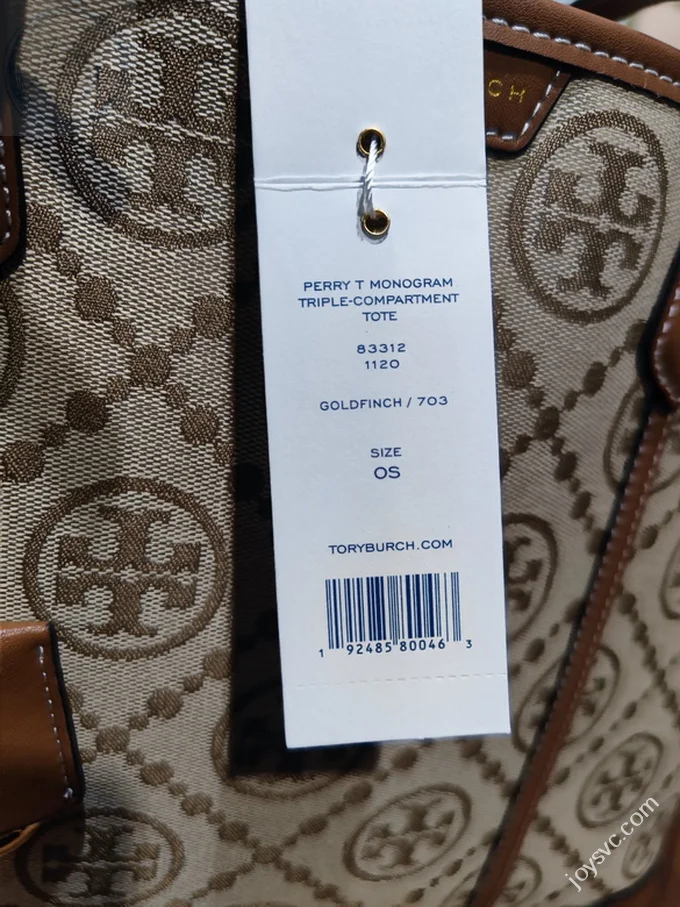 CH
PERRY T MONOGRAM
TRIPLE-COMPARTMENT
TOTE
83312
1120
GOLDFINCH / 703
SIZE
OS
TORYBURCH.COM
1 92485 80046 3
joysvc.com